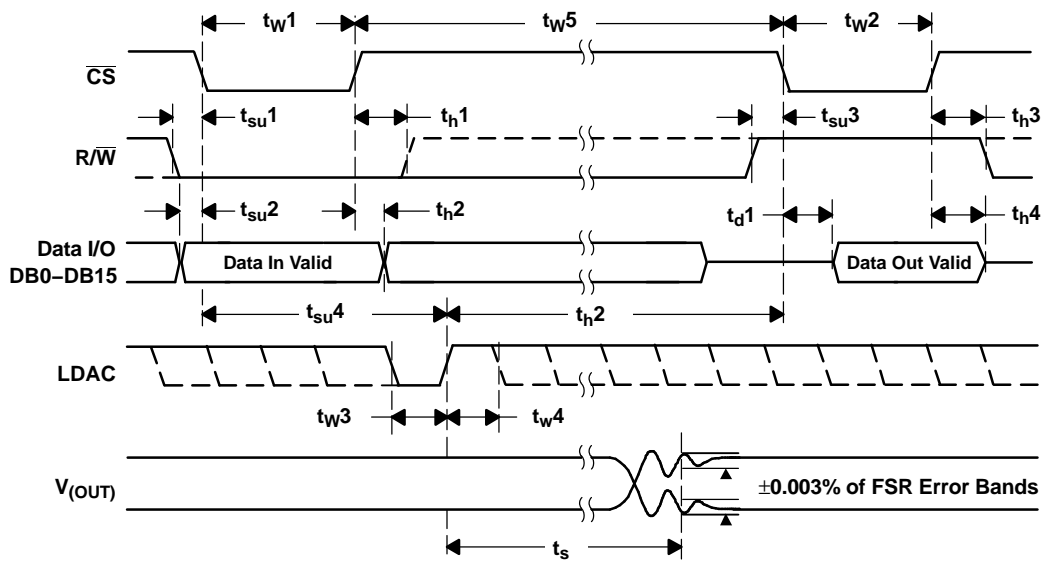 tW1 tW5 tW2
C̅S̅
tsu1 th1 tsu3 th3
R/W̅
tsu2 th2 td1 th4
Data I/O
DB0–DB15
Data In Valid Data Out Valid
tsu4 th2
LDAC
tW3 tw4
V(OUT)
±0.003% of FSR Error Bands
ts